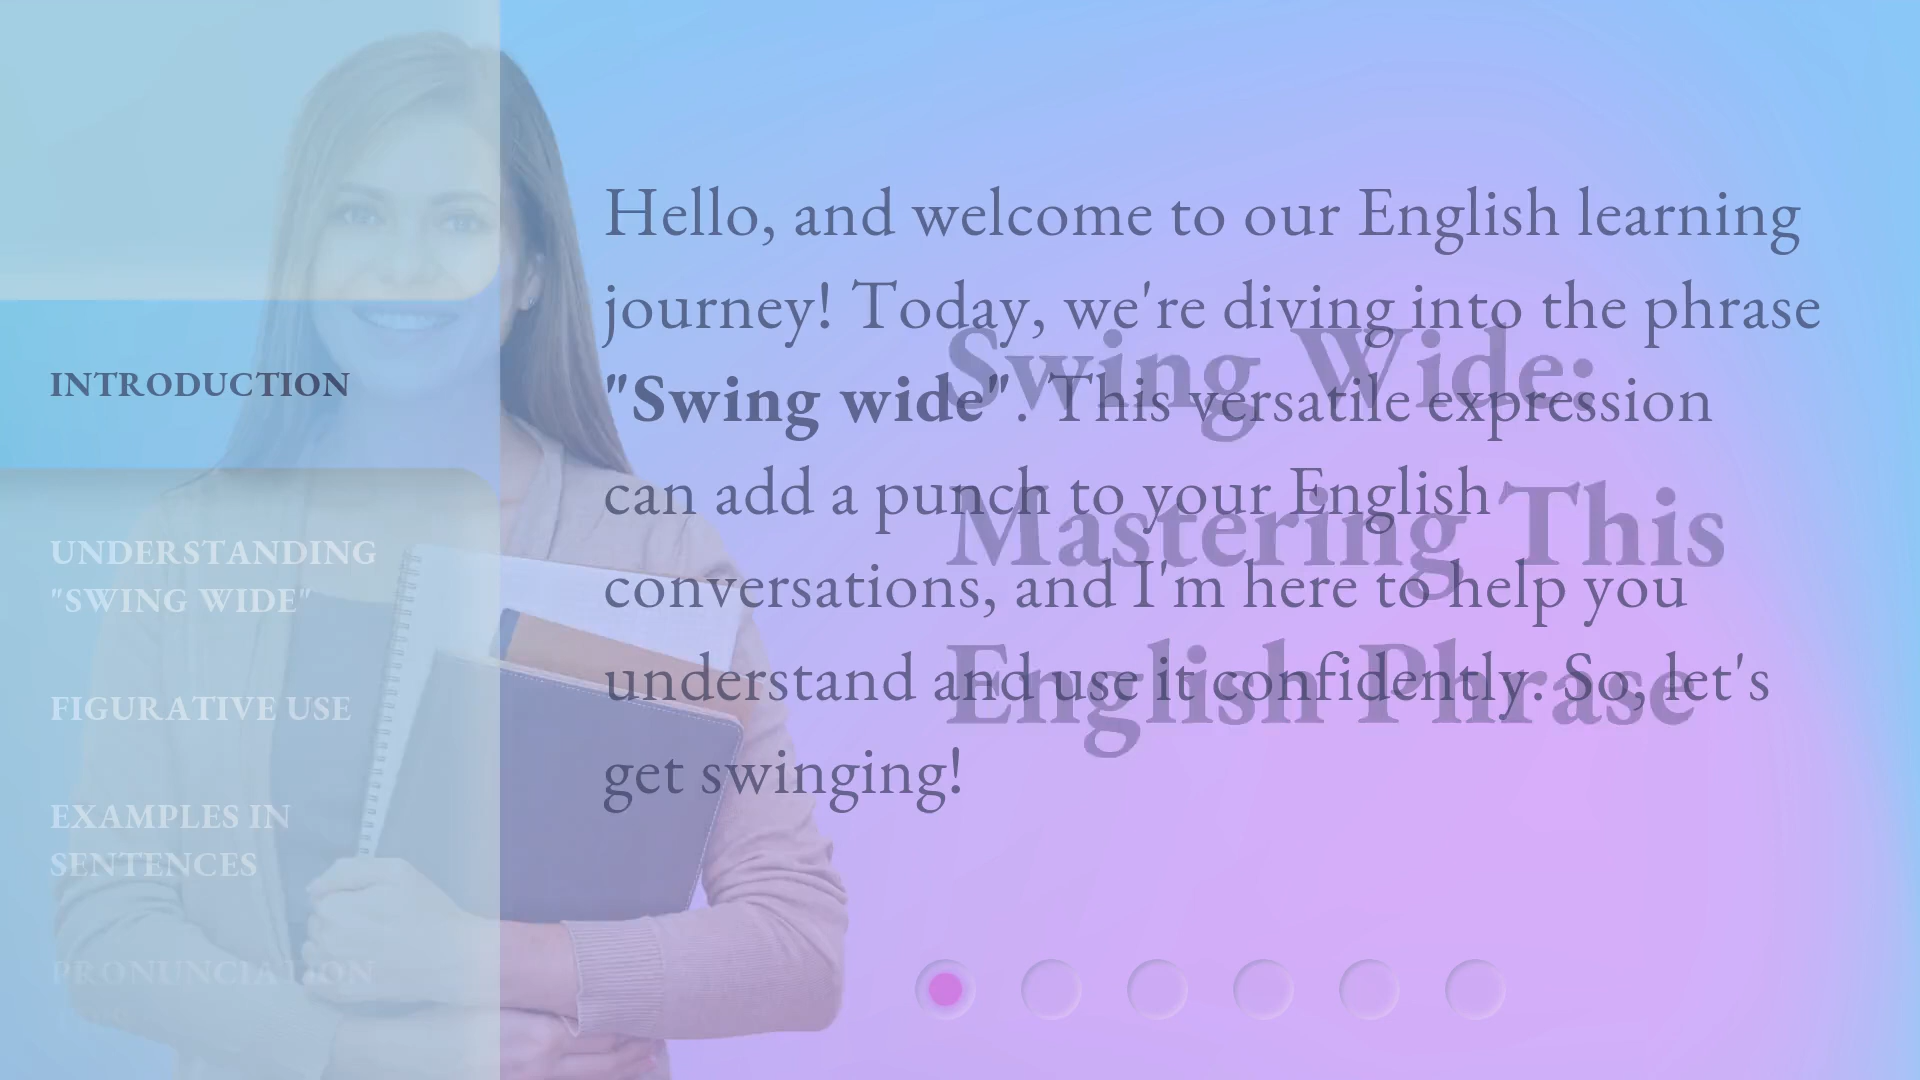 INTRODUCTION
UNDERSTANDING
"SWING WIDE"
FIGURATIVE USE
EXAMPLES IN
SENTENCES
PRONUNCIATION
Hello, and welcome to our English learning
journey! Today, we're diving into the phrase
"Swing wide". This versatile expression
can add a punch to your English
conversations, and I'm here to help you
understand and use it confidently. So, let's
get swinging!
Swing Wide:
Mastering This
English Phrase